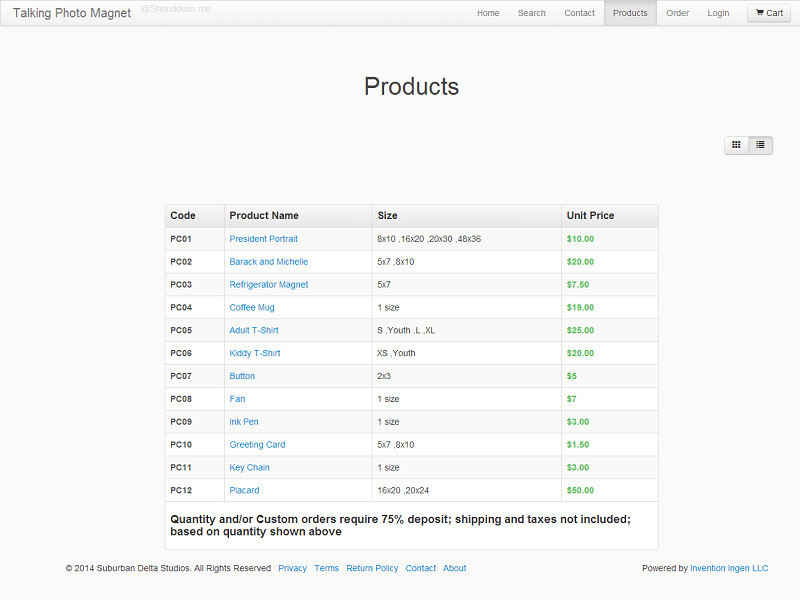 Talking Photo Magnet @ShareIdeas.me Home Search Contact Products Order Login Cart
Products
Code Product Name Size Unit Price
PC01 President Portrait 8x10 ,16x20 ,20x30 ,48x36 $10.00
PC02 Barack and Michelle 5x7 ,8x10 $20.00
PC03 Refrigerator Magnet 5x7 $7.50
PC04 Coffee Mug 1 size $19.00
PC05 Adult T-Shirt S ,Youth ,L ,XL $25.00
PC06 Kiddy T-Shirt XS ,Youth $20.00
PC07 Button 2x3 $5
PC08 Fan 1 size $7
PC09 Ink Pen 1 size $3.00
PC10 Greeting Card 5x7 ,8x10 $1.50
PC11 Key Chain 1 size $3.00
PC12 Placard 16x20 ,20x24 $50.00
Quantity and/or Custom orders require 75% deposit; shipping and taxes not included;
based on quantity shown above
© 2014 Suburban Delta Studios. All Rights Reserved Privacy Terms Return Policy Contact About Powered by Invention Ingen LLC